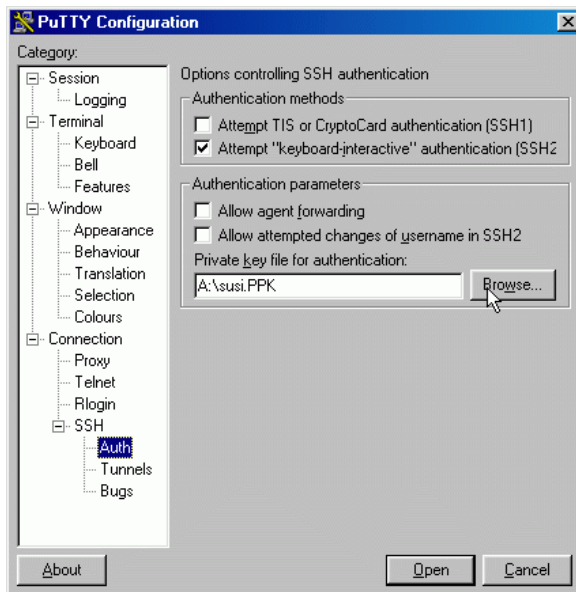 PuTTY Configuration
Category:
Session
Logging
Terminal
Keyboard
Bell
Features
Window
Appearance
Behaviour
Translation
Selection
Colours
Connection
Proxy
Telnet
Rlogin
SSH
Auth
Tunnels
Bugs
Options controlling SSH authentication
Authentication methods
Attempt TIS or CryptoCard authentication (SSH1)
Attempt "keyboard-interactive" authentication (SSH2
Authentication parameters
Allow agent forwarding
Allow attempted changes of username in SSH2
Private key file for authentication:
A:\susi.PPK
Browse...
About
Open
Cancel